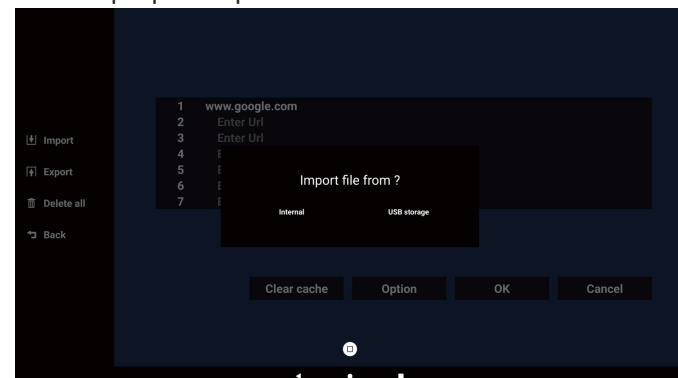 Import
Export
Delete all
Back
1 www.google.com
2 Enter Url
3 Enter Url
4 E
5 E
6 E
7 E
Import file from ?
Internal USB storage
Clear cache Option OK Cancel